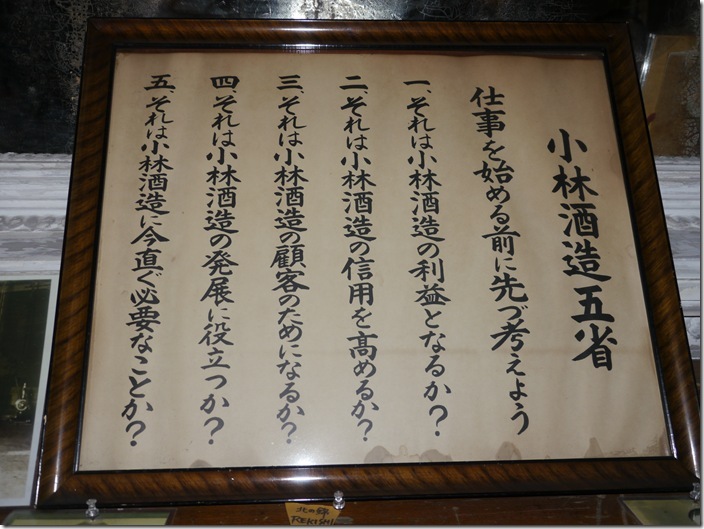 小林酒造五省
仕事を始める前に先づ考えよう
一、それは小林酒造の利益となるか？
二、それは小林酒造の信用を高めるか？
三、それは小林酒造の顧客のためになるか？
四、それは小林酒造の発展に役立つか？
五、それは小林酒造に今直ぐ必要なことか？